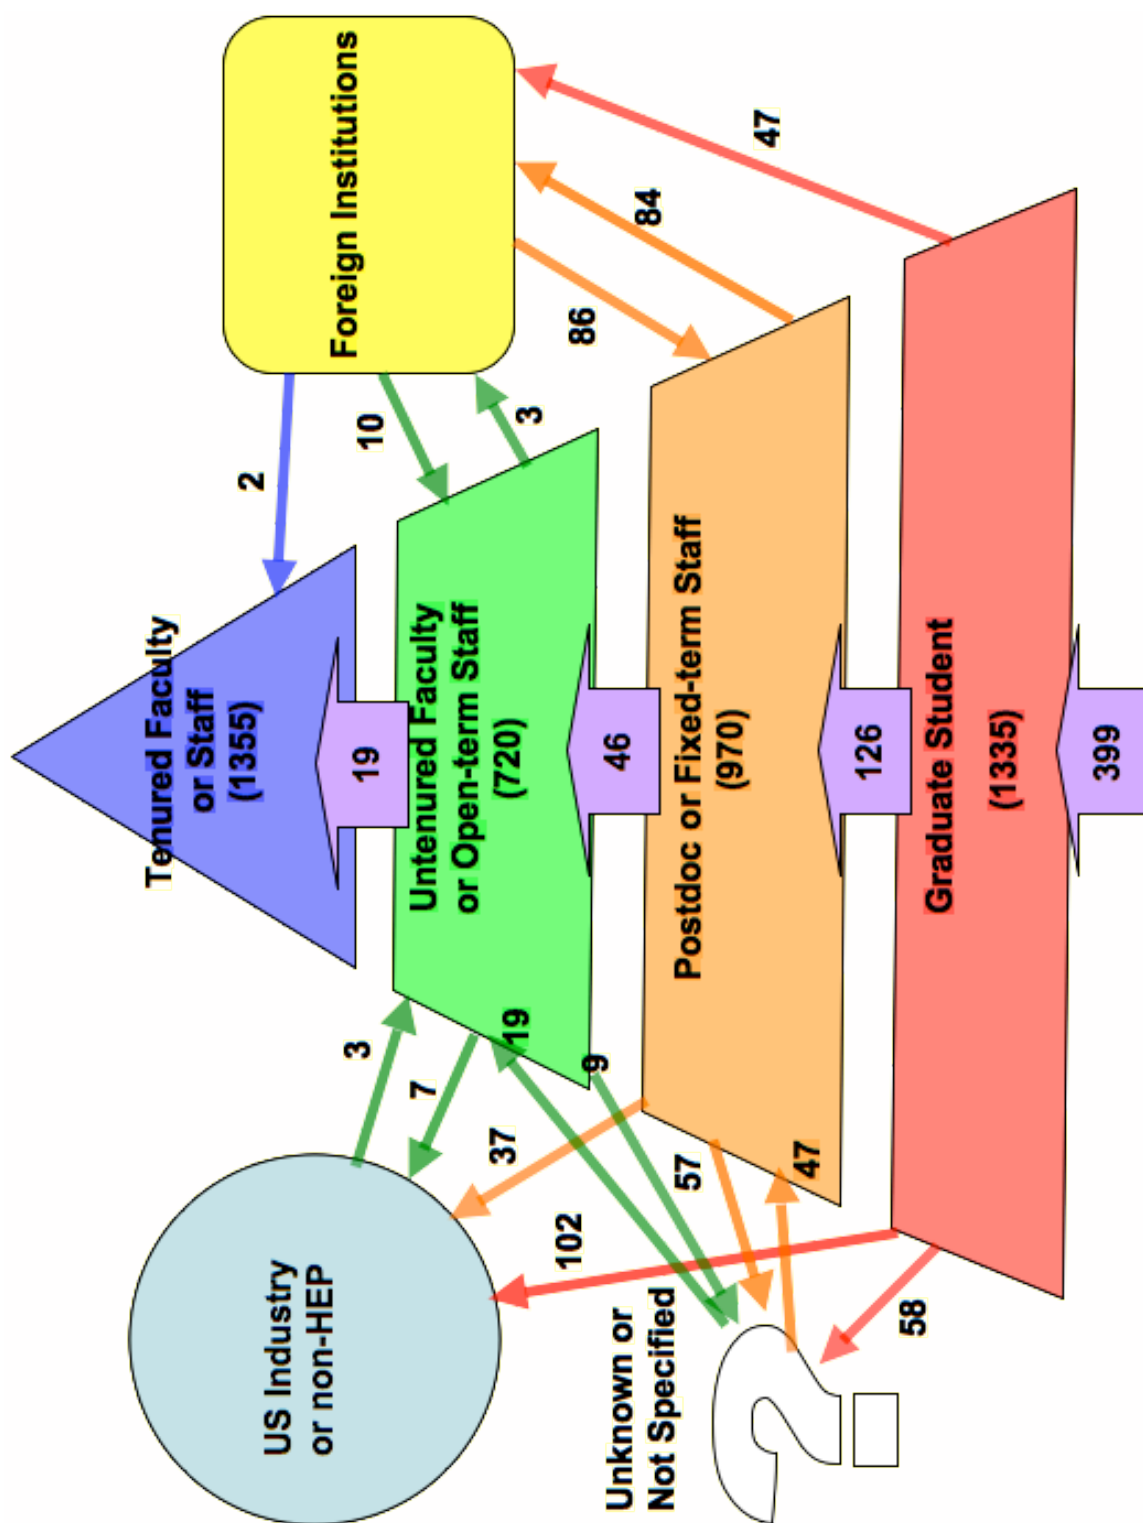 Tenured Faculty
or Staff
(1355)
19
Untenured Faculty
or Open-term Staff
(720)
46
Postdoc or Fixed-term Staff
(970)
126
Graduate Student
(1335)
399
Foreign Institutions
2
10
3
86
84
47
US Industry
or non-HEP
3
7
37
102
Unknown or
Not Specified
19
9
57
47
58
?